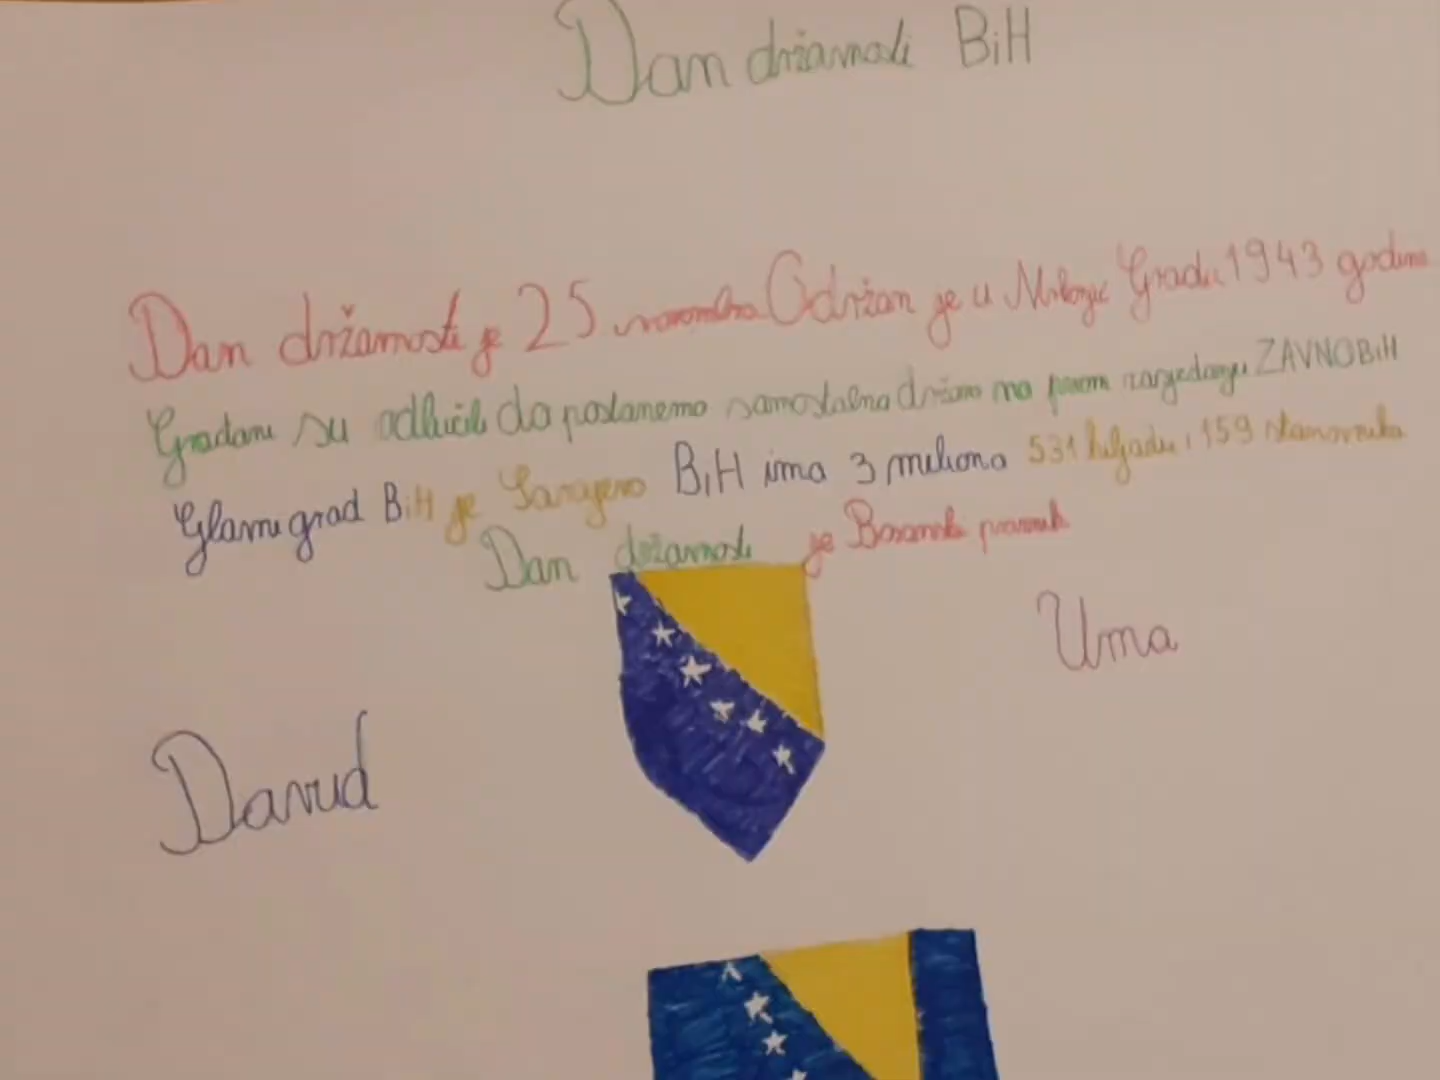 Dan državnosti BiH
Dan državnosti je 25 novembra Održan je u Mrkonjić Gradu 1943 godine
Građani su odlučili da postanemo samostalna država na prvom zasjedanju ZAVNOBiH
Glavni grad BiH je Sarajevo BiH ima 3 miliona 531 hiljadu i 159 stanovnika
Dan državnosti je Bosanski praznik
Uma
Davud